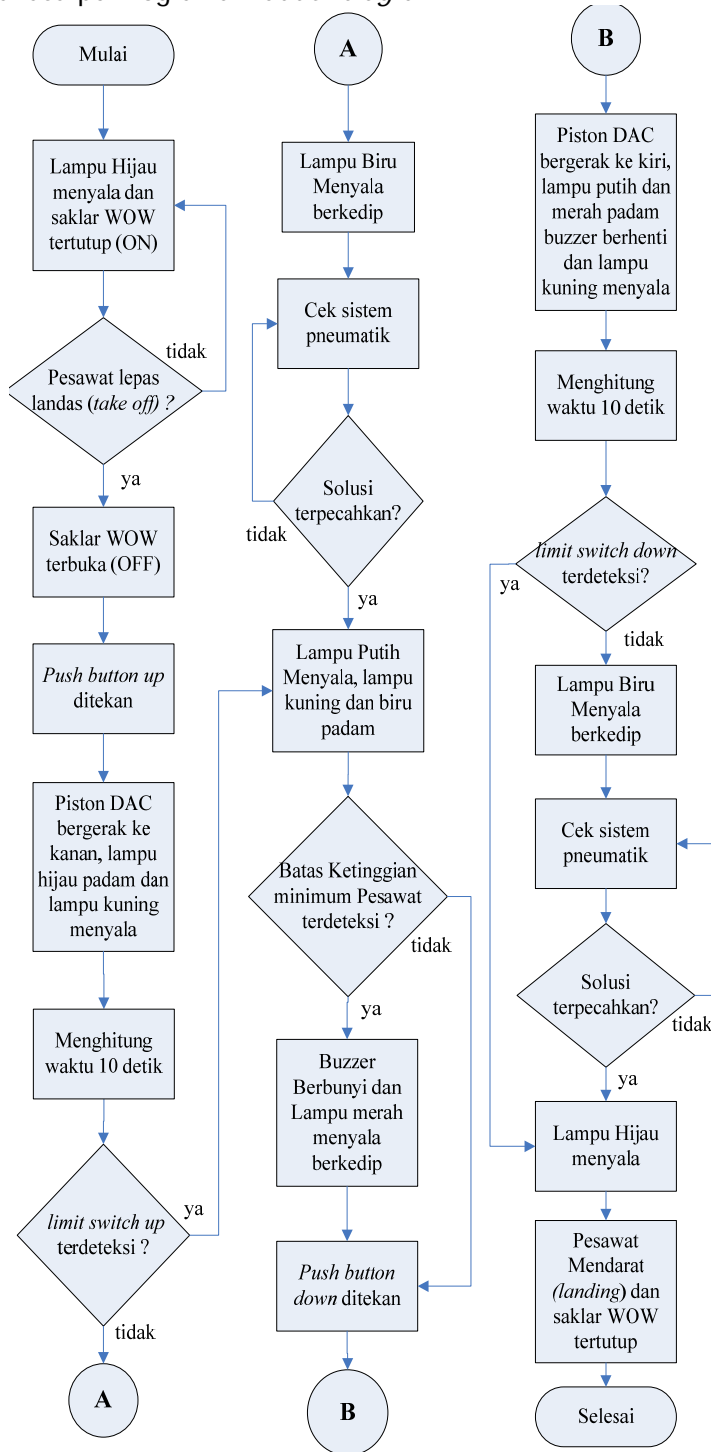 Mulai
Lampu Hijau
menyala dan
saklar WOW
tertutup (ON)
tidak
Pesawat lepas
landas (take off) ?
ya
Saklar WOW
terbuka (OFF)
Push button up
ditekan
Piston DAC
bergerak ke
kanan, lampu
hijau padam dan
lampu kuning
menyala
Menghitung
waktu 10 detik
limit switch up
terdeteksi ?
ya
tidak
A
A
Lampu Biru
Menyala
berkedip
Cek sistem
pneumatik
Solusi
terpecahkan?
tidak
ya
Lampu Putih
Menyala, lampu
kuning dan biru
padam
Batas Ketinggian
minimum Pesawat
terdeteksi ?
tidak
ya
Buzzer
Berbunyi dan
Lampu merah
menyala
berkedip
Push button
down ditekan
B
B
Piston DAC
bergerak ke kiri,
lampu putih dan
merah padam
buzzer berhenti
dan lampu
kuning menyala
Menghitung
waktu 10 detik
limit switch down
terdeteksi?
ya
tidak
Lampu Biru
Menyala
berkedip
Cek sistem
pneumatik
Solusi
terpecahkan?
tidak
ya
Lampu Hijau
menyala
Pesawat
Mendarat
(landing) dan
saklar WOW
tertutup
Selesai